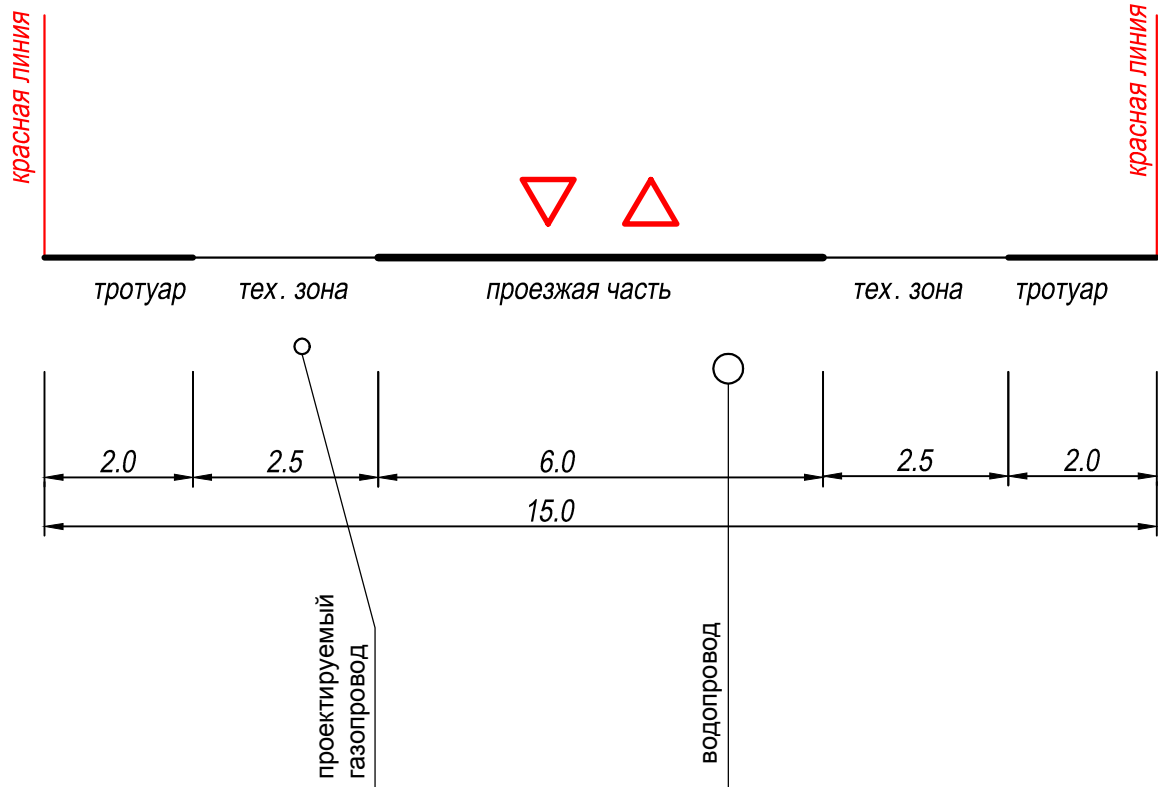 красная линия
красная линия
тротуар
тех. зона
проезжая часть
тех. зона
тротуар
2.0
2.5
6.0
2.5
2.0
15.0
проектируемый
газопровод
водопровод